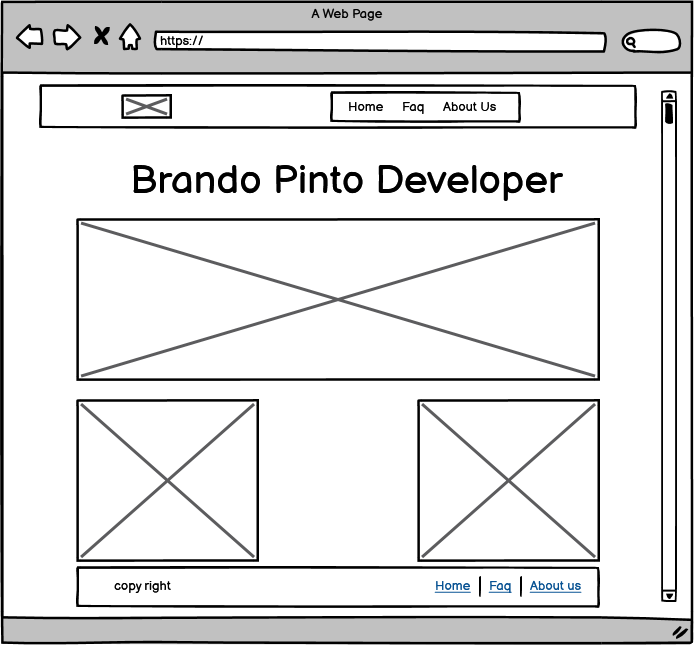 A Web Page
https://
Home Faq About Us
Brando Pinto Developer
copy right Home | Faq | About us